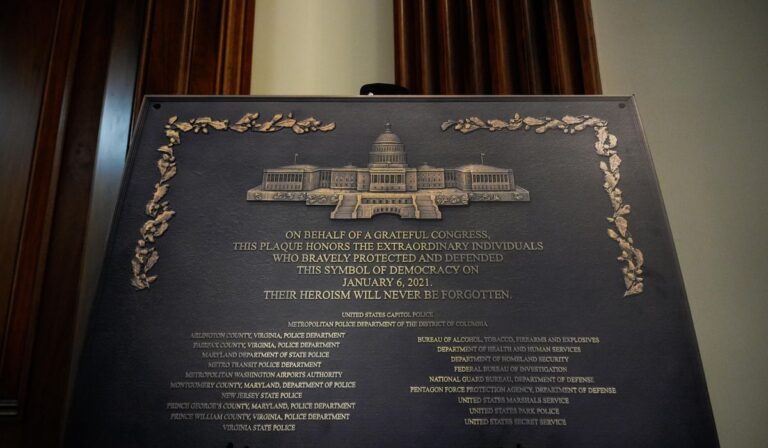 ON BEHALF OF A GRATEFUL CONGRESS,
THIS PLAQUE HONORS THE EXTRAORDINARY INDIVIDUALS
WHO BRAVELY PROTECTED AND DEFENDED
THIS SYMBOL OF DEMOCRACY ON
JANUARY 6, 2021.
THEIR HEROISM WILL NEVER BE FORGOTTEN.
UNITED STATES CAPITOL POLICE
METROPOLITAN POLICE DEPARTMENT OF THE DISTRICT OF COLUMBIA
ARLINGTON COUNTY, VIRGINIA, POLICE DEPARTMENT
FAIRFAX COUNTY, VIRGINIA, POLICE DEPARTMENT
MARYLAND DEPARTMENT OF STATE POLICE
METRO TRANSIT POLICE DEPARTMENT
METROPOLITAN WASHINGTON AIRPORTS AUTHORITY
MONTGOMERY COUNTY, MARYLAND, DEPARTMENT OF POLICE
NEW JERSEY STATE POLICE
PRINCE GEORGE'S COUNTY, MARYLAND, POLICE DEPARTMENT
PRINCE WILLIAM COUNTY, VIRGINIA, POLICE DEPARTMENT
VIRGINIA STATE POLICE
BUREAU OF ALCOHOL, TOBACCO, FIREARMS AND EXPLOSIVES
DEPARTMENT OF HEALTH AND HUMAN SERVICES
DEPARTMENT OF HOMELAND SECURITY
FEDERAL BUREAU OF INVESTIGATION
NATIONAL GUARD BUREAU, DEPARTMENT OF DEFENSE
PENTAGON FORCE PROTECTION AGENCY, DEPARTMENT OF DEFENSE
UNITED STATES MARSHALS SERVICE
UNITED STATES PARK POLICE
UNITED STATES SECRET SERVICE